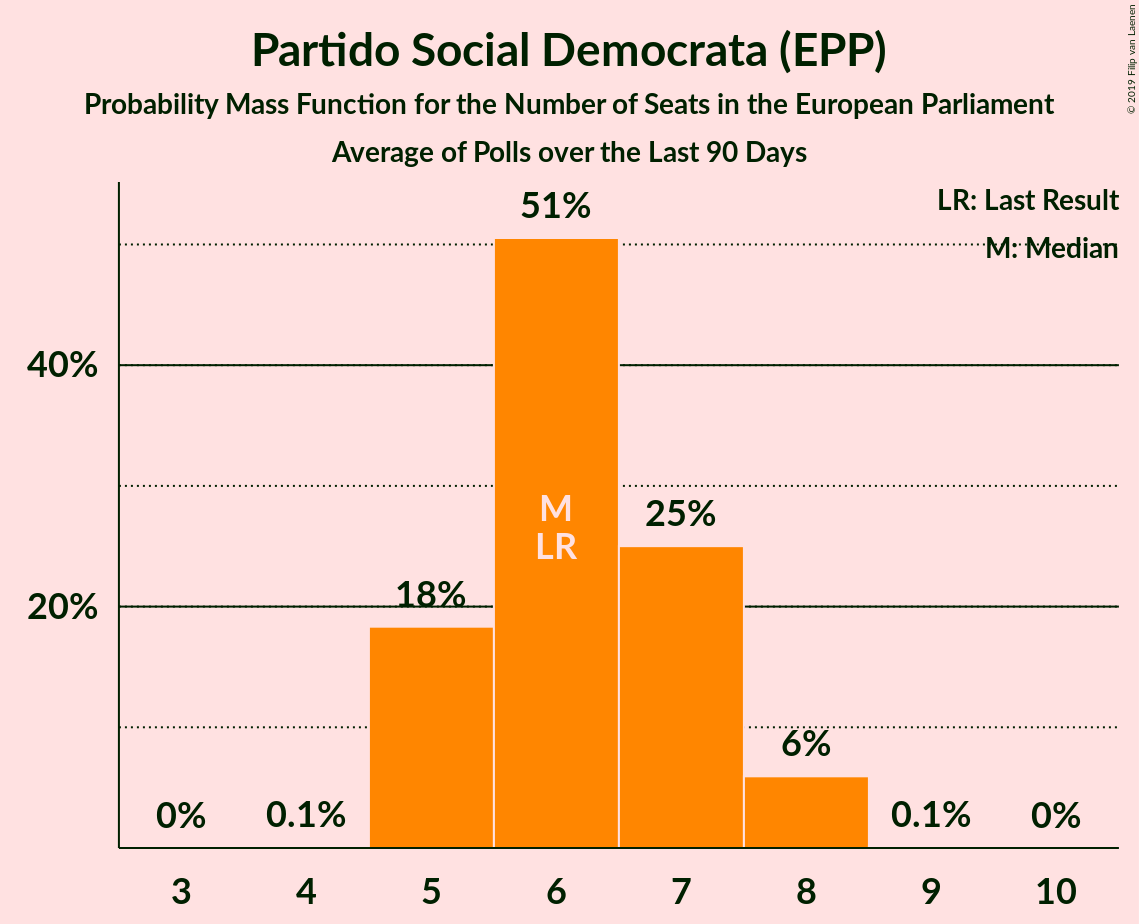 Partido Social Democrata (EPP)
Probability Mass Function for the Number of Seats in the European Parliament
Average of Polls over the Last 90 Days
© 2019 Filip van Laenen
LR: Last Result
M: Median
51%
40%
M
LR
25%
18%
20%
6%
0%
0.1%
0.1%
0%
3
4
5
6
7
8
9
10